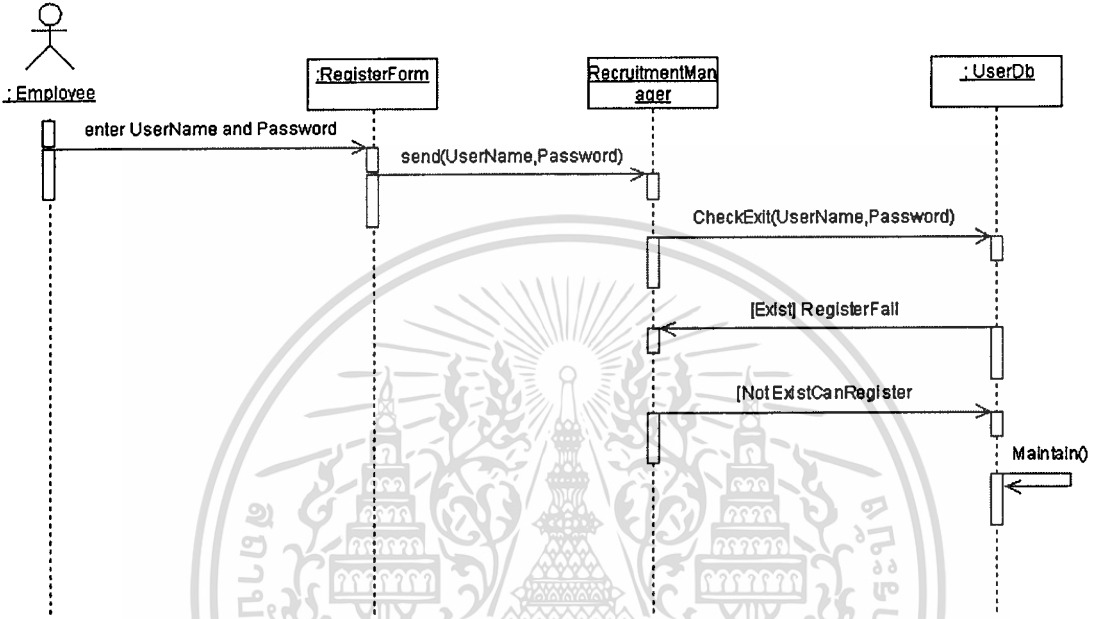 : Employee
:RegisterForm
RecruitmentMan
ager
: UserDb
enter UserName and Password
send(UserName,Password)
CheckExit(UserName,Password)
[Exist] RegisterFail
[NotExistCanRegister
Maintain()